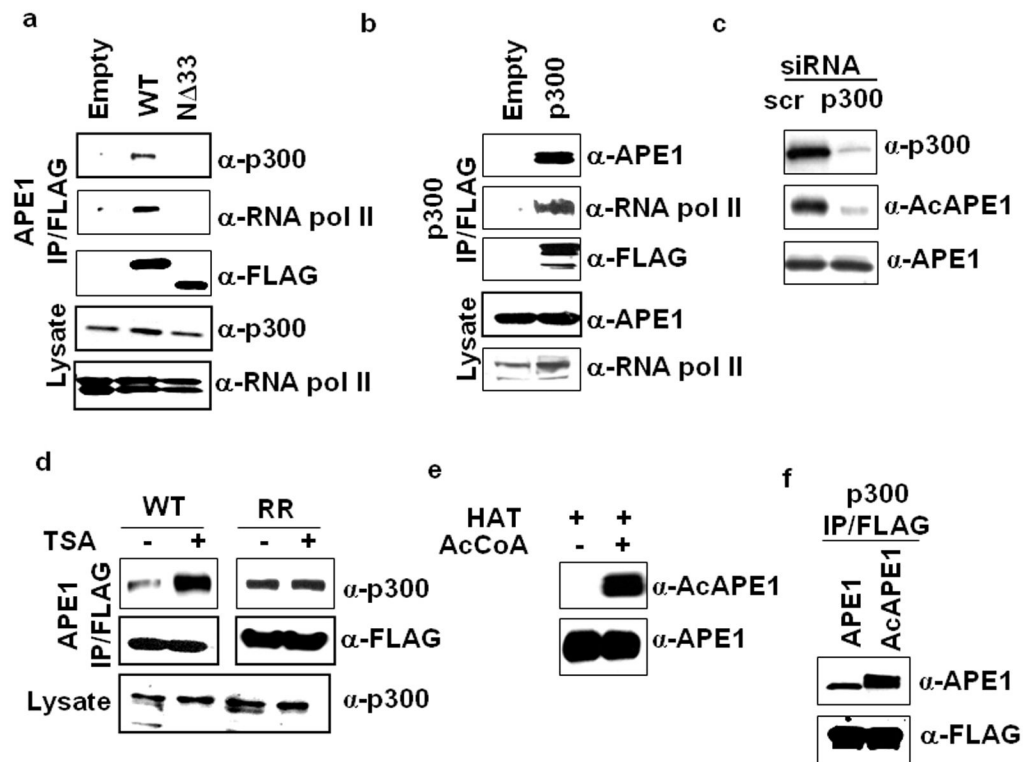 a
Empty
WT
NΔ33
APE1
IP/FLAG
α-p300
α-RNA pol II
α-FLAG
Lysate
α-p300
α-RNA pol II
b
Empty
p300
p300
IP/FLAG
α-APE1
α-RNA pol II
α-FLAG
Lysate
α-APE1
α-RNA pol II
c
siRNA
scr p300
α-p300
α-AcAPE1
α-APE1
d
WT RR
TSA - + - +
APE1
IP/FLAG
α-p300
α-FLAG
Lysate α-p300
e
HAT + +
AcCoA - +
α-AcAPE1
α-APE1
f
p300
IP/FLAG
APE1
AcAPE1
α-APE1
α-FLAG